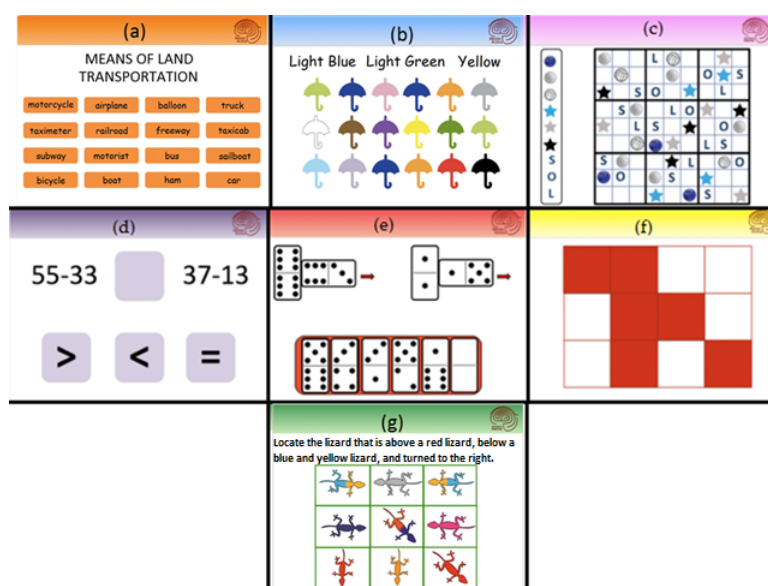 (a)
MEANS OF LAND
TRANSPORTATION
motorcycle airplane balloon truck
taximeter railroad freeway taxicab
subway motorist bus sailboat
bicycle boat ham car
(b)
Light Blue Light Green Yellow
(c)
S
O
L
L
O S
S O L
S O L O
L S O
L S
S L O
O S
L S O
(d)
55-33 37-13
> < =
(e)
(f)
(g)
Locate the lizard that is above a red lizard, below a
blue and yellow lizard, and turned to the right.